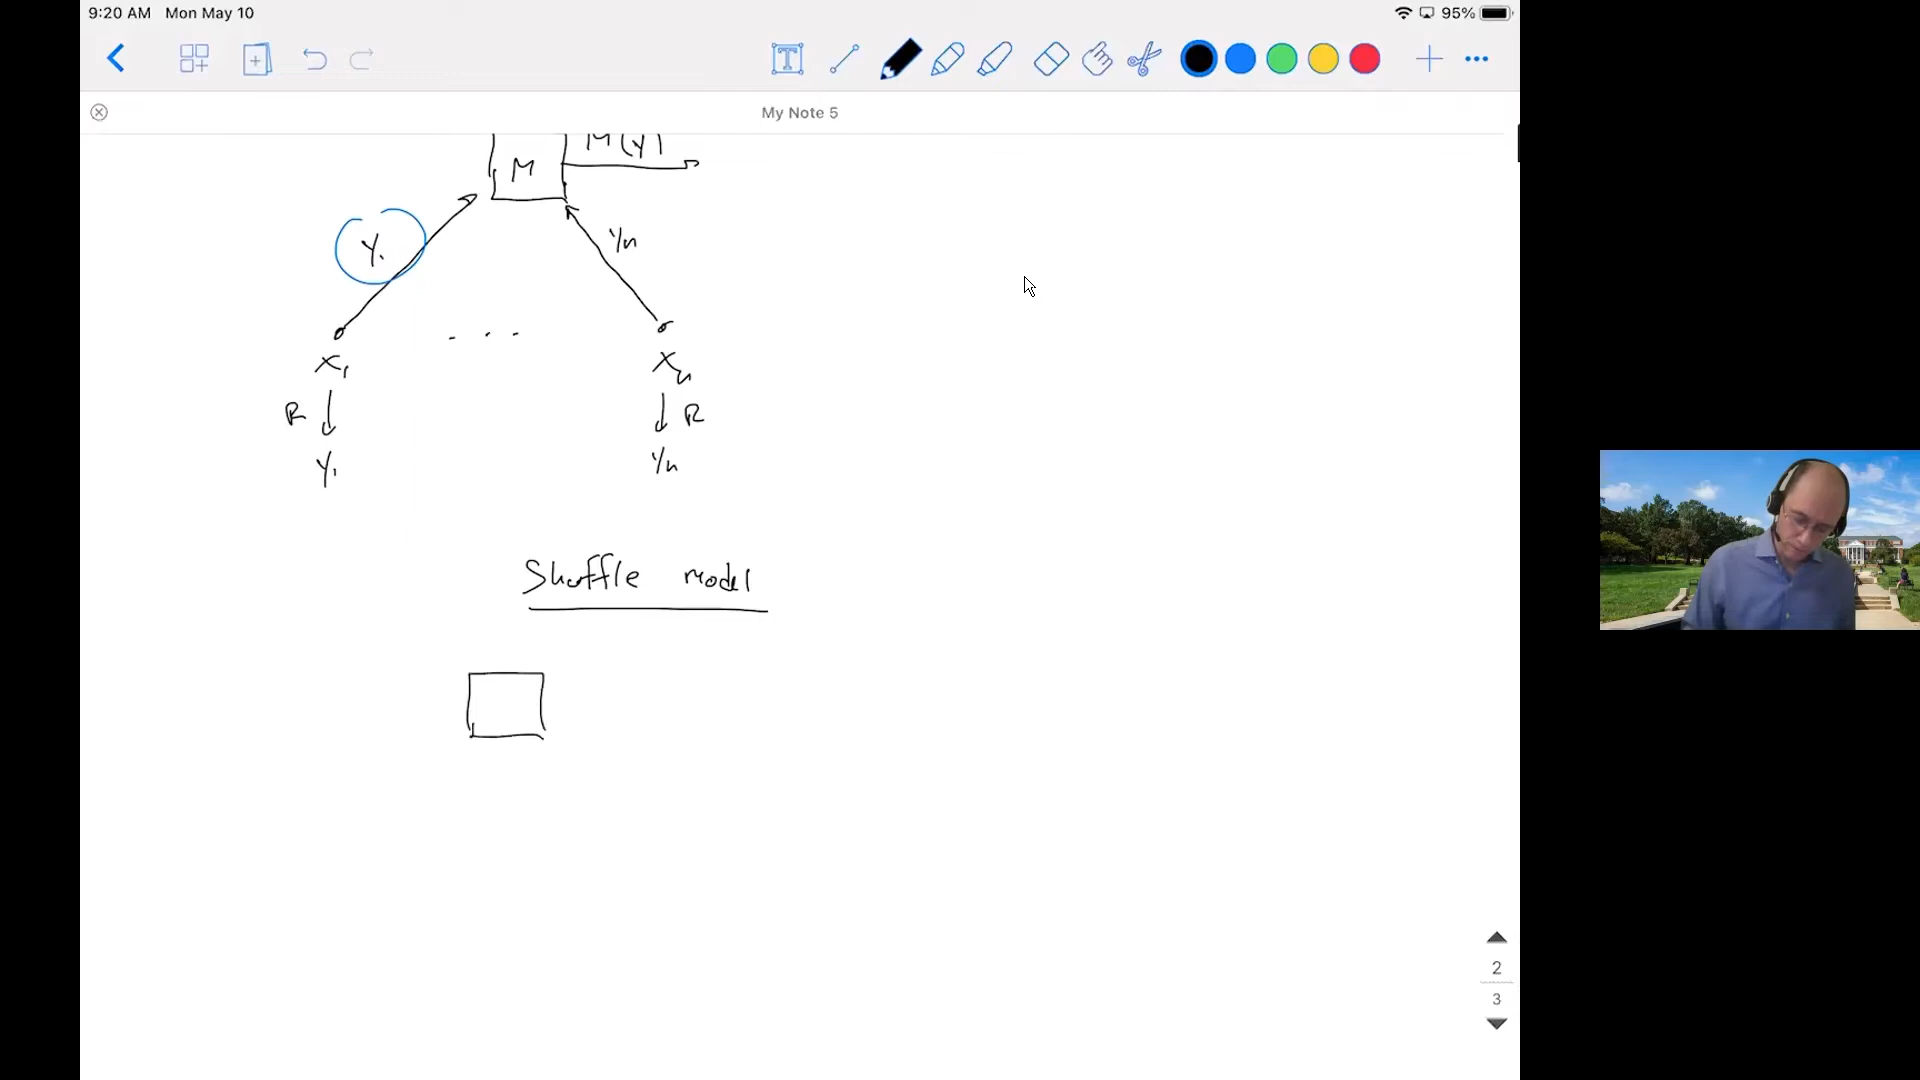 9:20 AM Mon May 10 95%
T
My Note 5
M(Y)
M
Y1
Yn
. . .
X1 Xn
R R
Y1 Yn
Shuffle model
2
3